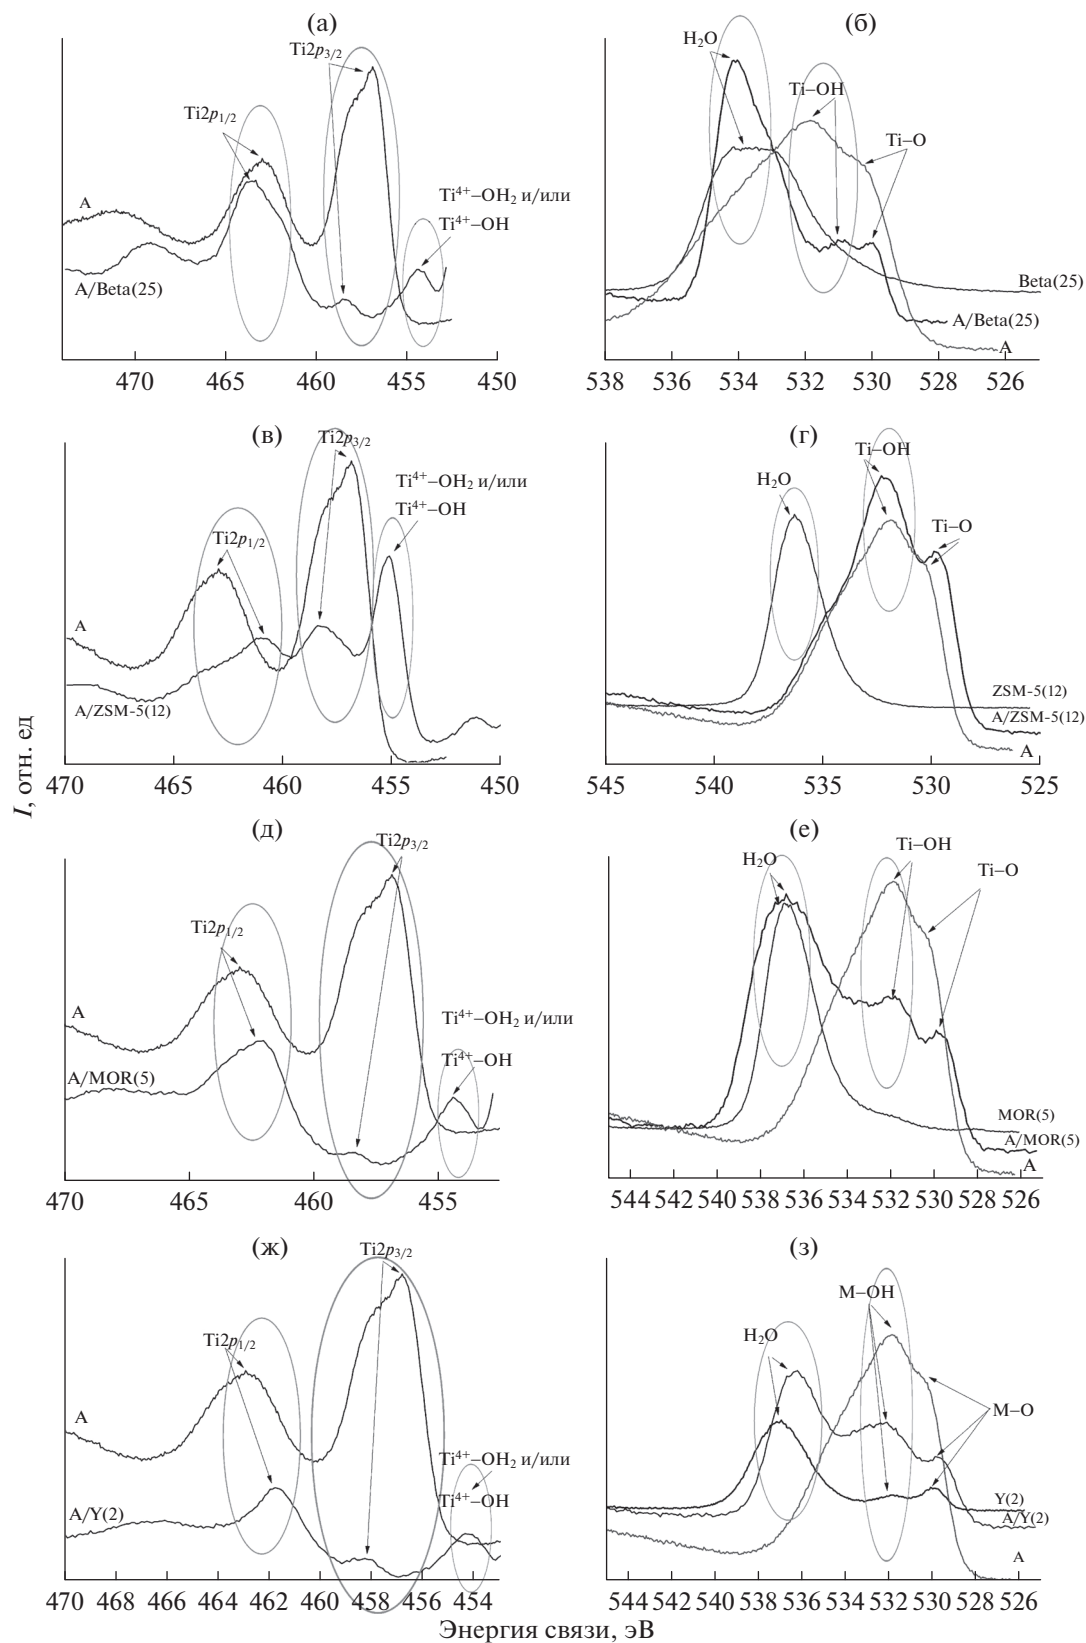 (а)
Ti2p3/2
Ti2p1/2
Ti⁴⁺–OH₂ и/или
Ti⁴⁺–OH
A
A/Beta(25)
470 465 460 455 450
(б)
H₂O
Ti–OH
Ti–O
Beta(25)
A/Beta(25)
A
538 536 534 532 530 528 526
(в)
Ti2p3/2
Ti⁴⁺–OH₂ и/или
Ti⁴⁺–OH
Ti2p1/2
A
A/ZSM-5(12)
470 465 460 455 450
(г)
Ti–OH
H₂O
Ti–O
ZSM-5(12)
A/ZSM-5(12)
A
545 540 535 530 525
I, отн. ед
(д)
Ti2p3/2
Ti2p1/2
A
Ti⁴⁺–OH₂ и/или
Ti⁴⁺–OH
A/MOR(5)
470 465 460 455
(е)
Ti–OH
H₂O
Ti–O
MOR(5)
A/MOR(5)
A
544 542 540 538 536 534 532 530 528 526
(ж)
Ti2p3/2
Ti2p1/2
A
Ti⁴⁺–OH₂ и/или
Ti⁴⁺–OH
A/Y(2)
470 468 466 464 462 460 458 456 454
(з)
M–OH
H₂O
M–O
Y(2)
A/Y(2)
A
544 542 540 538 536 534 532 530 528 526
Энергия связи, эВ